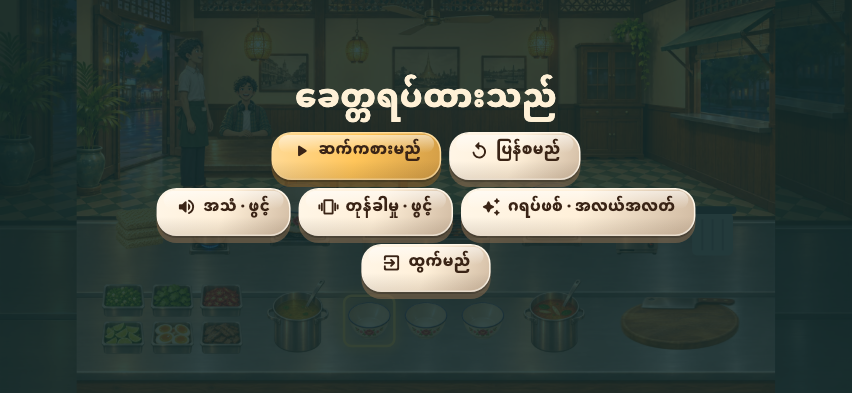 ခေတ္တရပ်ထားသည်
ဆက်ကစားမည်
ပြန်စမည်
အသံ · ဖွင့်
တုန်ခါမှု · ဖွင့်
ဂရပ်ဖစ် · အလယ်အလတ်
ထွက်မည်